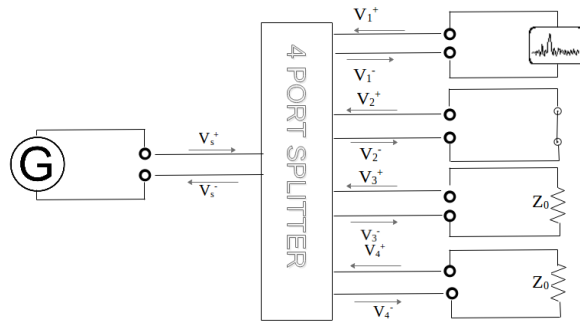 V1+
V1-
V2+
V2-
V3+
V3-
V4+
V4-
4 PORT SPLITTER
G
Vs+
Vs-
Z0
Z0